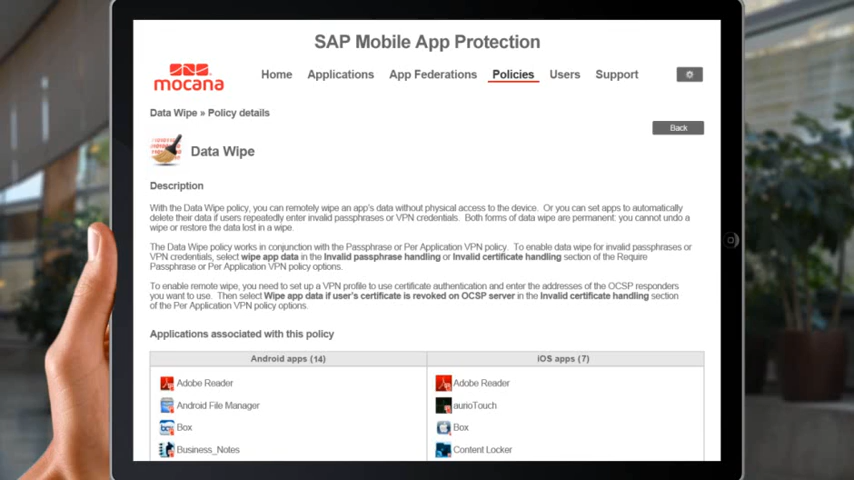 SAP Mobile App Protection
mocana
Home Applications App Federations Policies Users Support
Data Wipe » Policy details
Back
Data Wipe
Description
With the Data Wipe policy, you can remotely wipe an app's data without physical access to the device. Or you can set apps to automatically
delete their data if users repeatedly enter invalid passphrases or VPN credentials. Both forms of data wipe are permanent: you cannot undo a
wipe or restore the data lost in a wipe.
The Data Wipe policy works in conjunction with the Passphrase or Per Application VPN policy. To enable data wipe for invalid passphrases or
VPN credentials, select wipe app data in the Invalid passphrase handling or Invalid certificate handling section of the Require
Passphrase or Per Application VPN policy options.
To enable remote wipe, you need to set up a VPN profile to use certificate authentication and enter the addresses of the OCSP responders
you want to use. Then select Wipe app data if user's certificate is revoked on OCSP server in the Invalid certificate handling section
of the Per Application VPN policy options.
Applications associated with this policy
Android apps (14) iOS apps (7)
Adobe Reader Adobe Reader
Android File Manager aurioTouch
Box Box
Business_Notes Content Locker